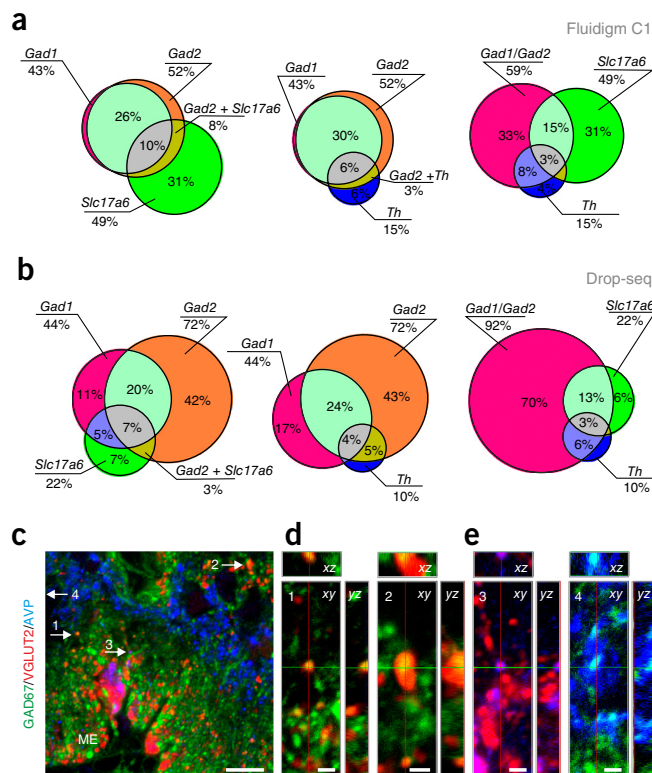 a
Fluidigm C1
Gad1
43%
Gad2
52%
26%
Gad2 + Slc17a6
8%
10%
31%
Slc17a6
49%
Gad1
43%
Gad2
52%
30%
6%
Gad2 +Th
3%
6%
Th
15%
Gad1/Gad2
59%
Slc17a6
49%
33%
15%
31%
3%
8%
4%
Th
15%
b
Drop-seq
Gad1
44%
Gad2
72%
11%
20%
42%
5%
7%
7%
Slc17a6
22%
Gad2 + Slc17a6
3%
Gad1
44%
Gad2
72%
17%
24%
43%
4%
5%
Th
10%
Gad1/Gad2
92%
Slc17a6
22%
70%
13%
6%
3%
6%
Th
10%
c
GAD67/VGLUT2/AVP
2
4
1
3
ME
d
xz
xz
1
xy
yz
2
xy
yz
e
xz
xz
3
xy
yz
4
xy
yz